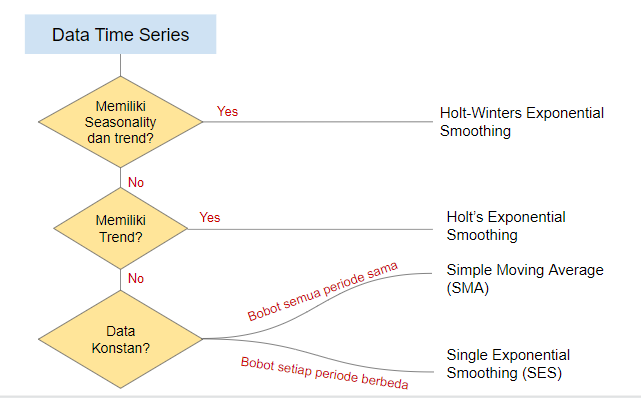 Data Time Series
Memiliki
Seasonality
dan trend?
Yes
Holt-Winters Exponential
Smoothing
No
Memiliki
Trend?
Yes
Holt's Exponential
Smoothing
No
Data
Konstan?
Bobot semua periode sama
Simple Moving Average
(SMA)
Bobot setiap periode berbeda
Single Exponential
Smoothing (SES)